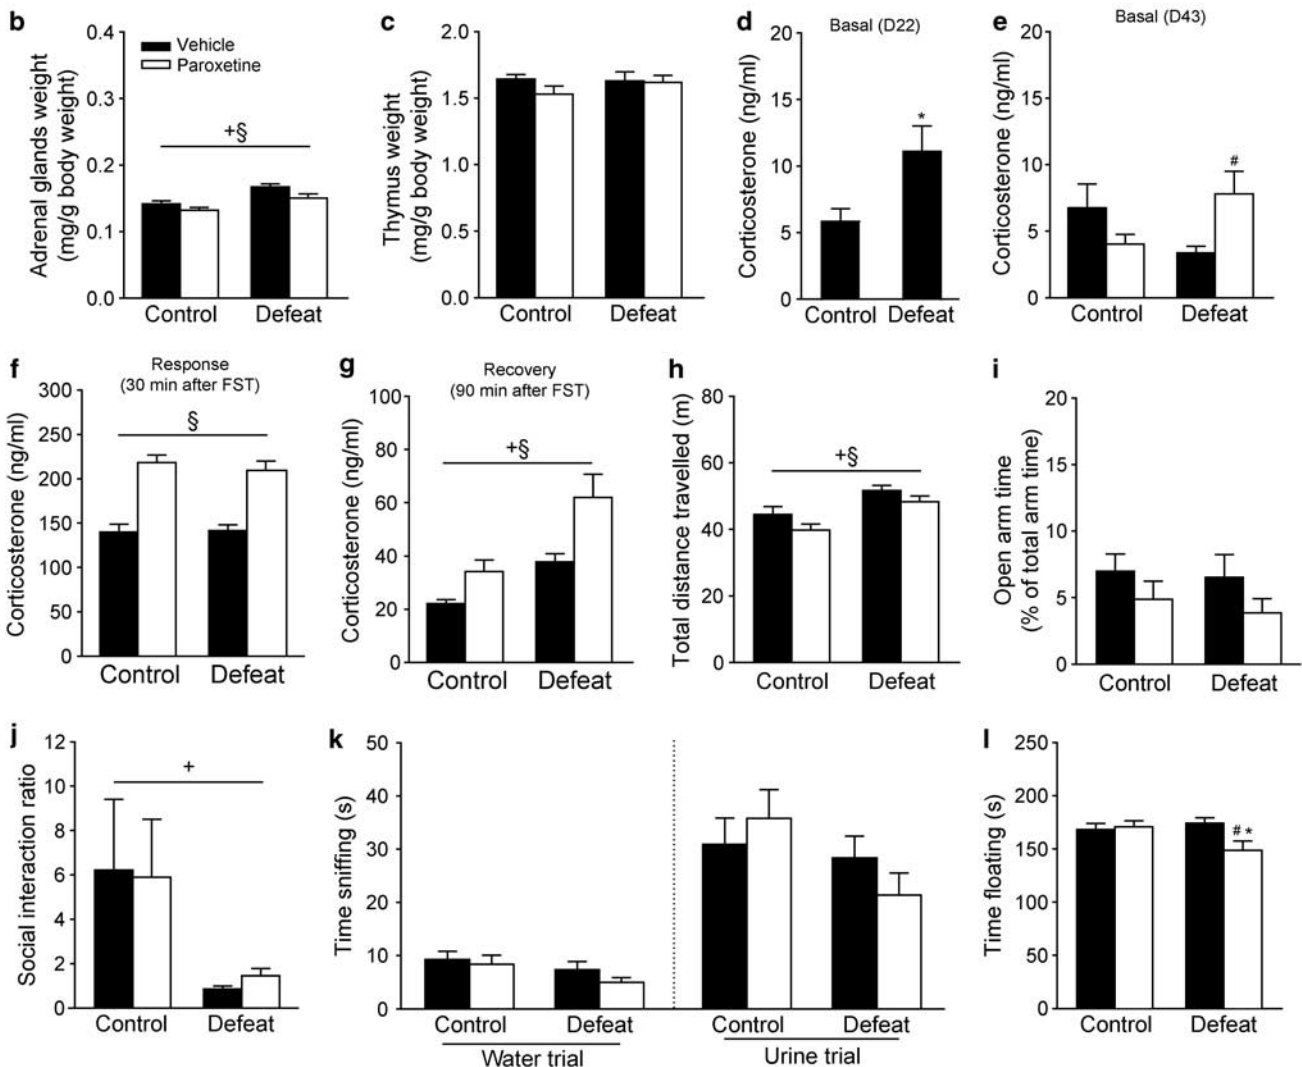 b
Adrenal glands weight
(mg/g body weight)
0.4
0.3
0.2
0.1
0.0
Vehicle
Paroxetine
+§
Control Defeat
c
Thymus weight
(mg/g body weight)
2.0
1.5
1.0
0.5
0.0
Control Defeat
d
Basal (D22)
Corticosterone (ng/ml)
20
15
10
5
0
*
Control Defeat
e
Basal (D43)
Corticosterone (ng/ml)
20
15
10
5
0
#
Control Defeat
f
Response
(30 min after FST)
Corticosterone (ng/ml)
300
250
200
150
100
50
0
§
Control Defeat
g
Recovery
(90 min after FST)
Corticosterone (ng/ml)
100
80
60
40
20
0
+§
Control Defeat
h
Total distance travelled (m)
80
60
40
20
0
+§
Control Defeat
i
Open arm time
(% of total arm time)
20
15
10
5
0
Control Defeat
j
Social interaction ratio
12
10
8
6
4
2
0
+
Control Defeat
k
Time sniffing (s)
50
40
30
20
10
0
Control Defeat Control Defeat
Water trial Urine trial
l
Time floating (s)
250
200
150
100
50
0
# *
Control Defeat